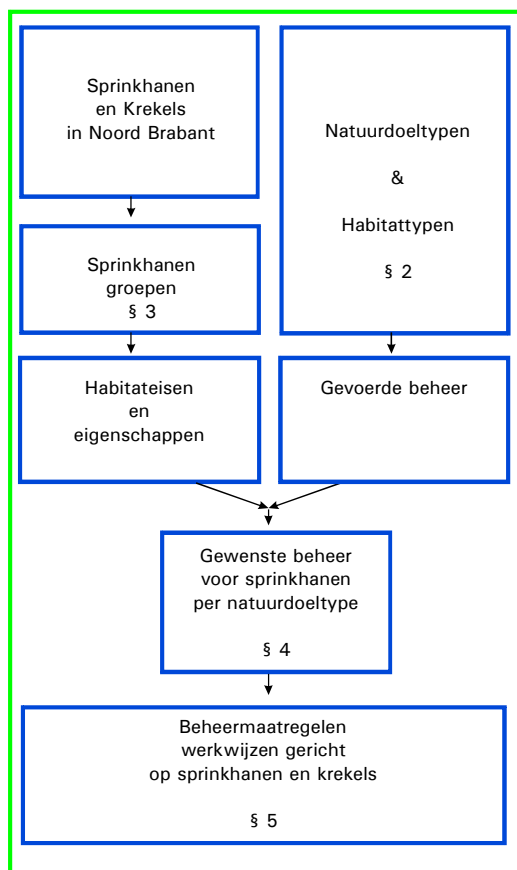 Sprinkhanen
en Krekels
in Noord Brabant
Natuurdoeltypen
&
Habitattypen
§ 2
Sprinkhanen
groepen
§ 3
Habitateisen
en
eigenschappen
Gevoerde beheer
Gewenste beheer
voor sprinkhanen
per natuurdoeltype
§ 4
Beheermaatregelen
werkwijzen gericht
op sprinkhanen en krekels
§ 5